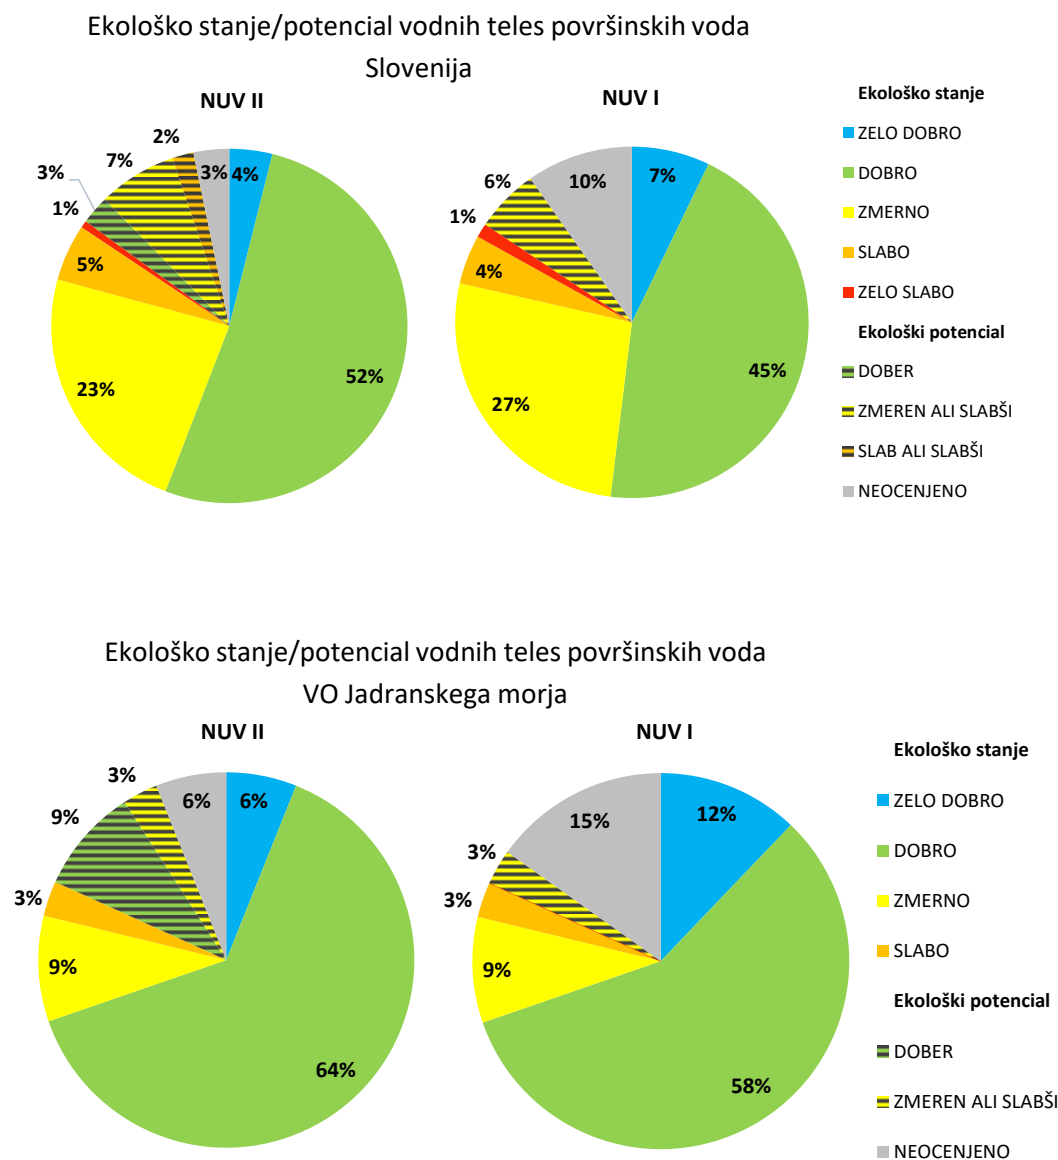 Ekološko stanje/potencial vodnih teles površinskih voda
Slovenija
NUV II
2%
7%
3%
3%
4%
1%
5%
23%
52%
NUV I
10%
7%
6%
1%
4%
27%
45%
Ekološko stanje
ZELO DOBRO
DOBRO
ZMERNO
SLABO
ZELO SLABO
Ekološki potencial
DOBER
ZMEREN ALI SLABŠI
SLAB ALI SLABŠI
NEOCENJENO
Ekološko stanje/potencial vodnih teles površinskih voda
VO Jadranskega morja
NUV II
3%
6%
6%
9%
3%
9%
64%
NUV I
15%
12%
3%
3%
9%
58%
Ekološko stanje
ZELO DOBRO
DOBRO
ZMERNO
SLABO
Ekološki potencial
DOBER
ZMEREN ALI SLABŠI
NEOCENJENO